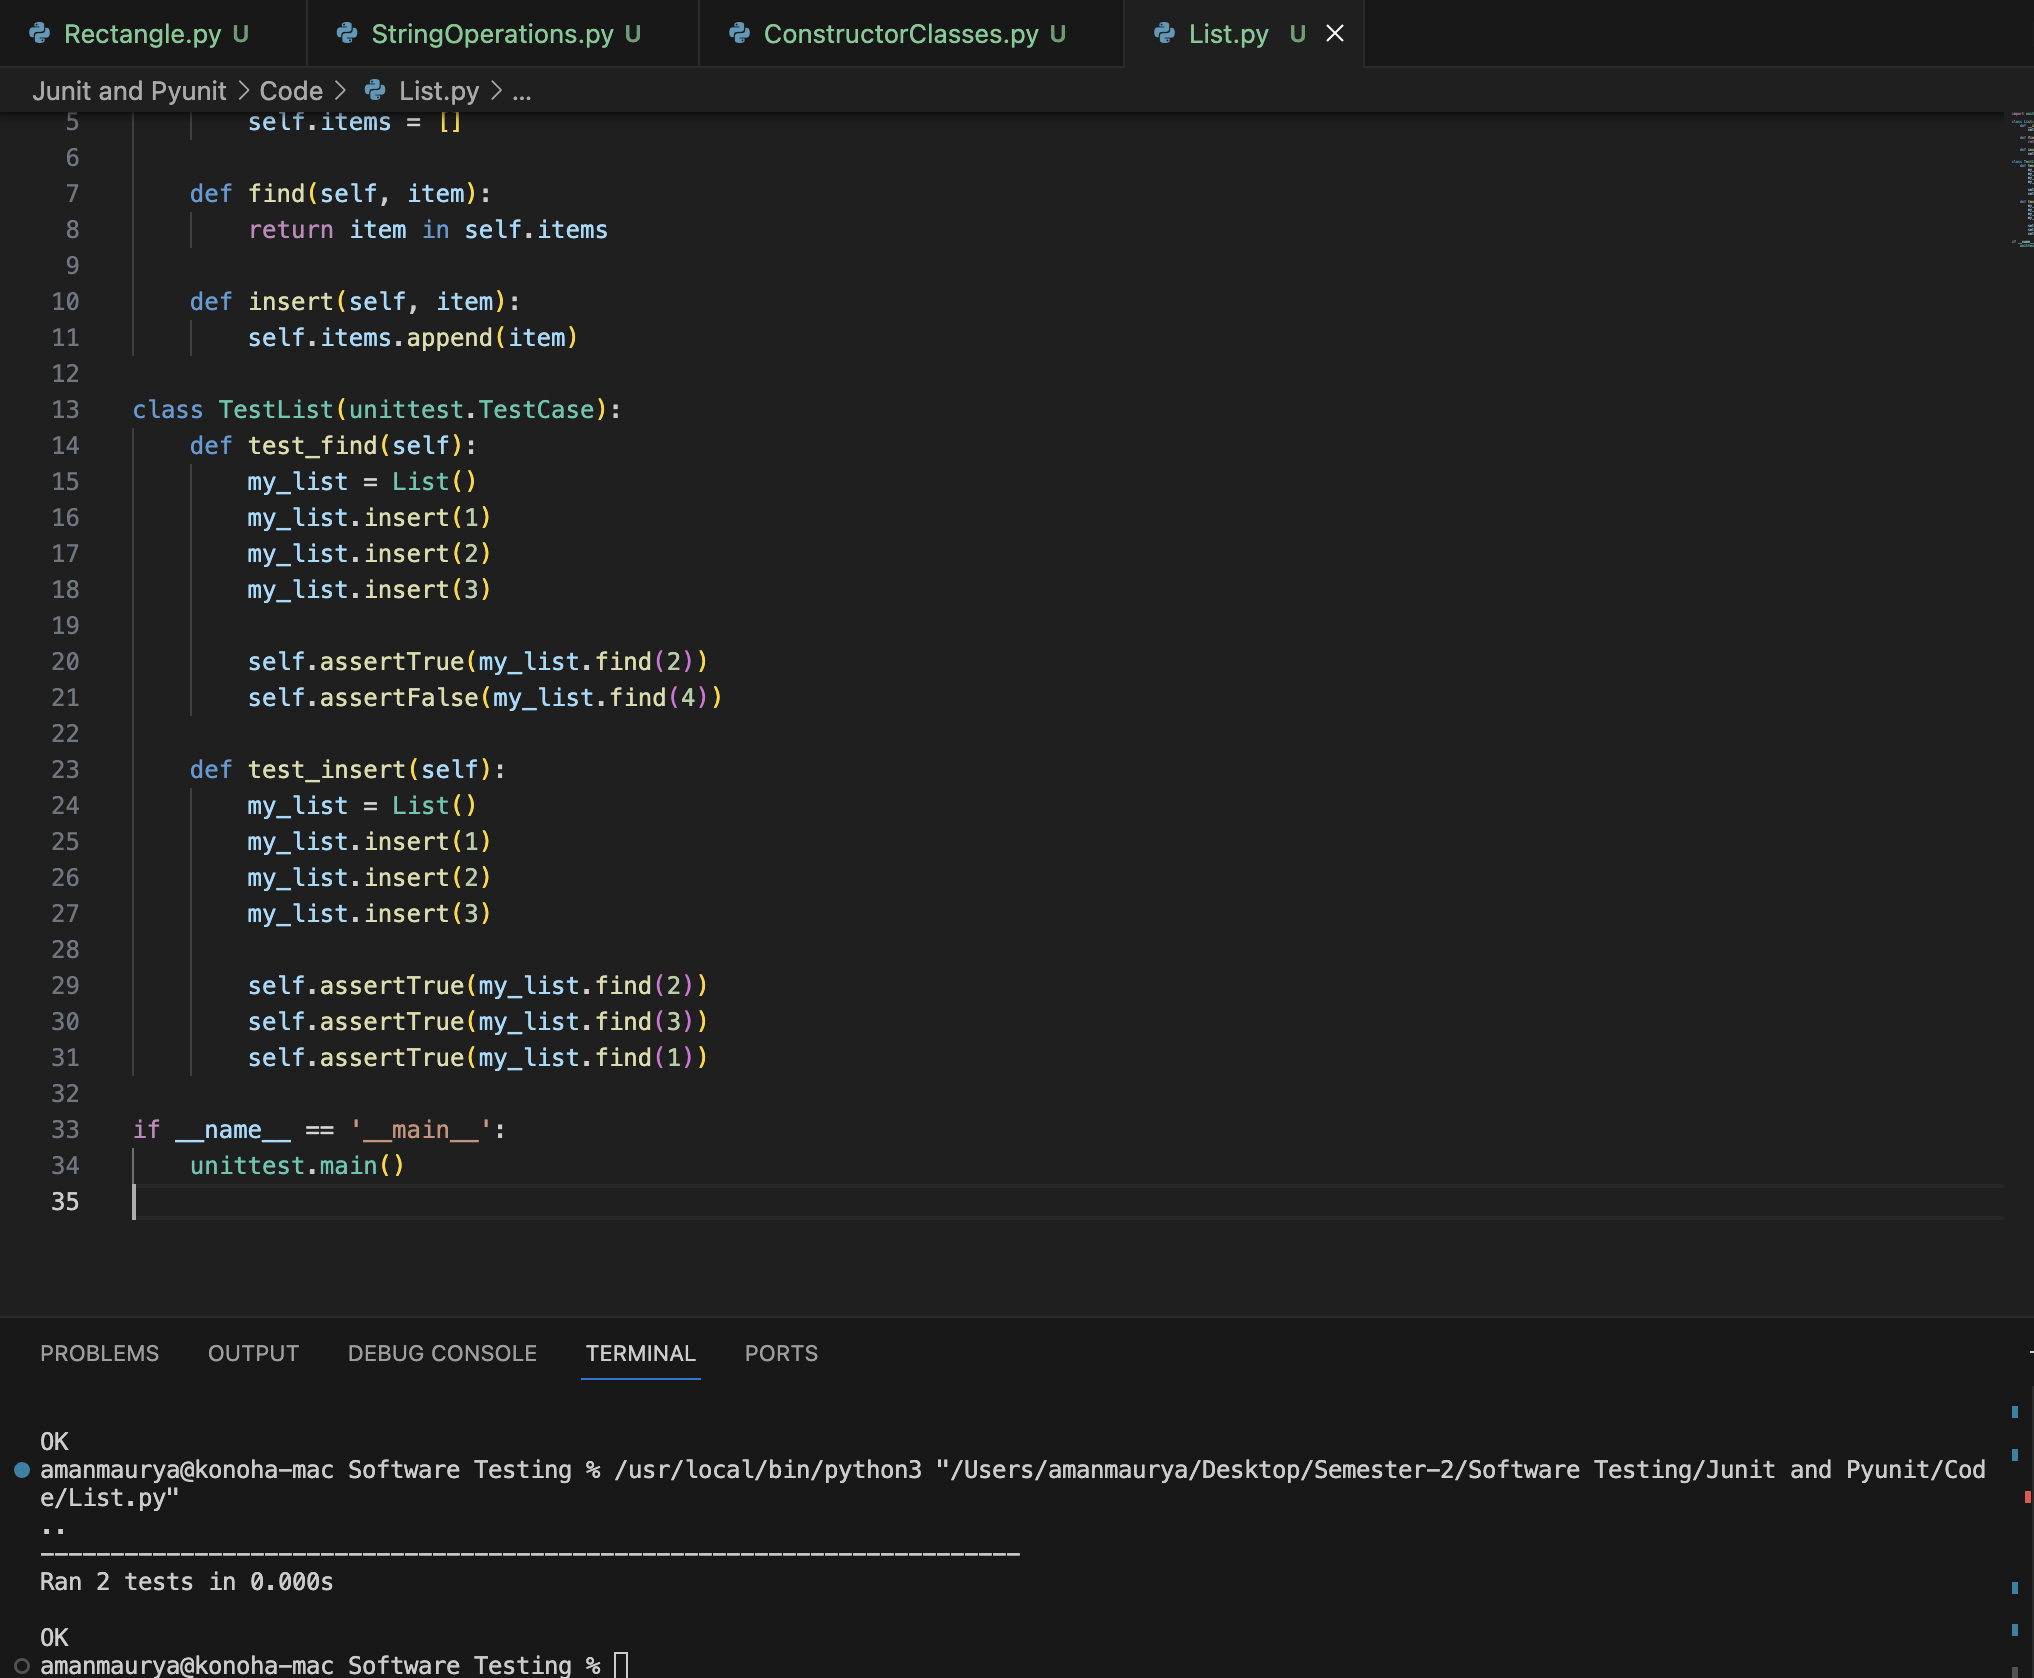 Rectangle.py U StringOperations.py U ConstructorClasses.py U List.py U
Junit and Pyunit > Code > List.py > ...
5 self.items = []
6
7 def find(self, item):
8 return item in self.items
9
10 def insert(self, item):
11 self.items.append(item)
12
13 class TestList(unittest.TestCase):
14 def test_find(self):
15 my_list = List()
16 my_list.insert(1)
17 my_list.insert(2)
18 my_list.insert(3)
19
20 self.assertTrue(my_list.find(2))
21 self.assertFalse(my_list.find(4))
22
23 def test_insert(self):
24 my_list = List()
25 my_list.insert(1)
26 my_list.insert(2)
27 my_list.insert(3)
28
29 self.assertTrue(my_list.find(2))
30 self.assertTrue(my_list.find(3))
31 self.assertTrue(my_list.find(1))
32
33 if __name__ == '__main__':
34 unittest.main()
35
PROBLEMS OUTPUT DEBUG CONSOLE TERMINAL PORTS
OK
amanmaurya@konoha-mac Software Testing % /usr/local/bin/python3 "/Users/amanmaurya/Desktop/Semester-2/Software Testing/Junit and Pyunit/Cod
e/List.py"
..
----------------------------------------------------------------------
Ran 2 tests in 0.000s
OK
amanmaurya@konoha-mac Software Testing %